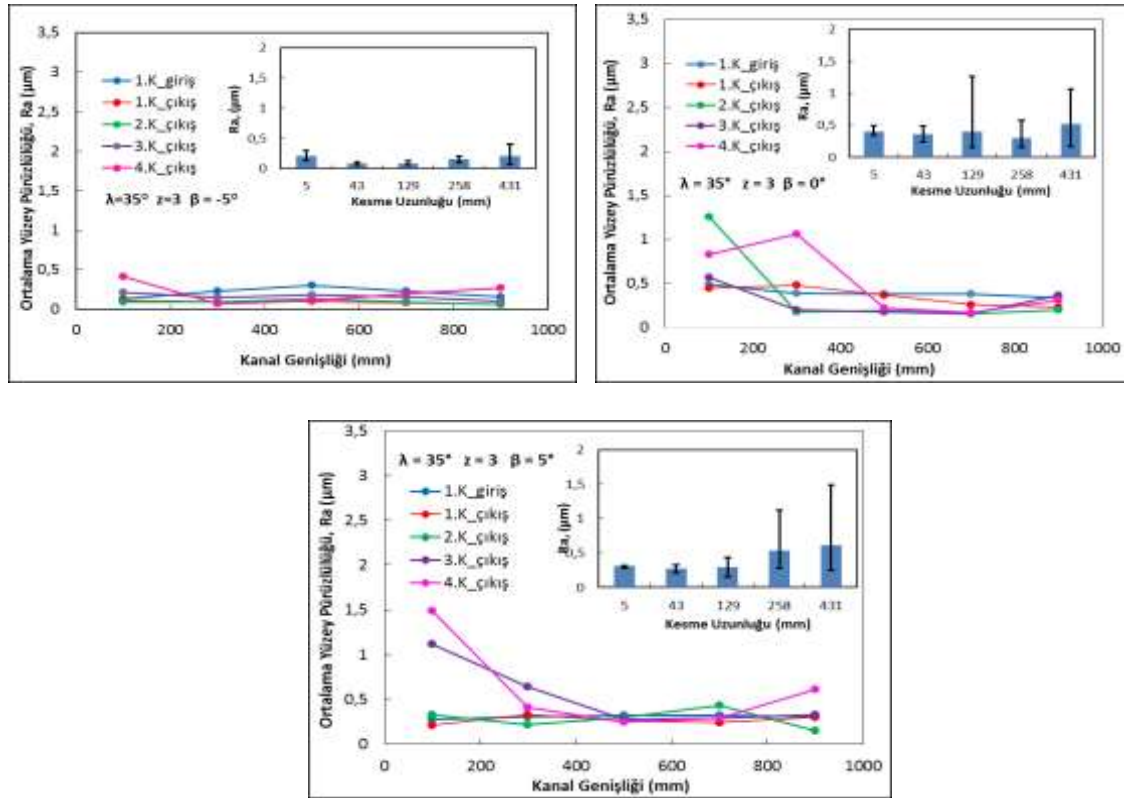 Ortalama Yüzey Pürüzlülüğü, Ra (µm)
3,5
3
2,5
2
1,5
1
0,5
0
0
200
400
600
800
1000
Kanal Genişliği (mm)
1.K_giriş
1.K_çıkış
2.K_çıkış
3.K_çıkış
4.K_çıkış
λ=35° z=3 β = -5°
Ra, (µm)
2
1,5
1
0,5
0
5
43
129
258
431
Kesme Uzunluğu (mm)
Ortalama Yüzey Pürüzlülüğü, Ra (µm)
3,5
3
2,5
2
1,5
1
0,5
0
0
200
400
600
800
1000
Kanal Genişliği (mm)
1.K_giriş
1.K_çıkış
2.K_çıkış
3.K_çıkış
4.K_çıkış
λ = 35° z = 3 β = 0°
Ra, (µm)
2
1,5
1
0,5
0
5
43
129
258
431
Kesme Uzunluğu (mm)
Ortalama Yüzey Pürüzlülüğü, Ra (µm)
3,5
3
2,5
2
1,5
1
0,5
0
0
200
400
600
800
1000
Kanal Genişliği (mm)
λ = 35° z = 3 β = 5°
1.K_giriş
1.K_çıkış
2.K_çıkış
3.K_çıkış
4.K_çıkış
Ra, (µm)
2
1,5
1
0,5
0
5
43
129
258
431
Kesme Uzunluğu (mm)